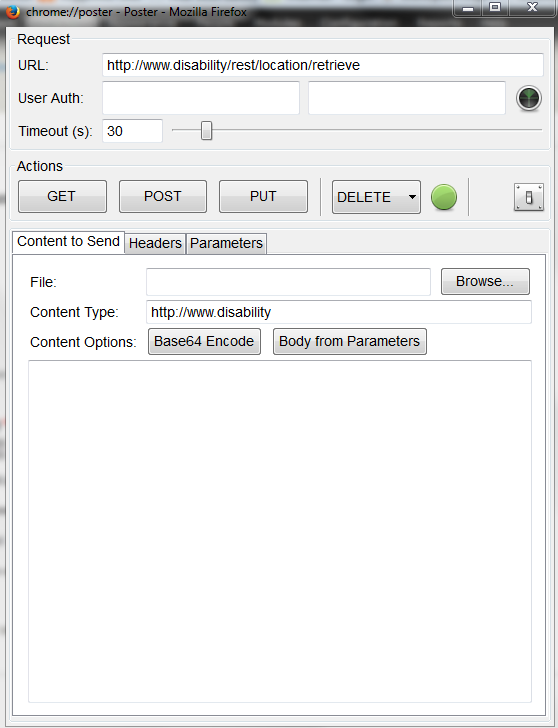 chrome://poster - Poster - Mozilla Firefox
Request
URL: http://www.disability/rest/location/retrieve
User Auth:
Timeout (s): 30
Actions
GET POST PUT DELETE
Content to Send Headers Parameters
File: Browse...
Content Type: http://www.disability
Content Options: Base64 Encode Body from Parameters